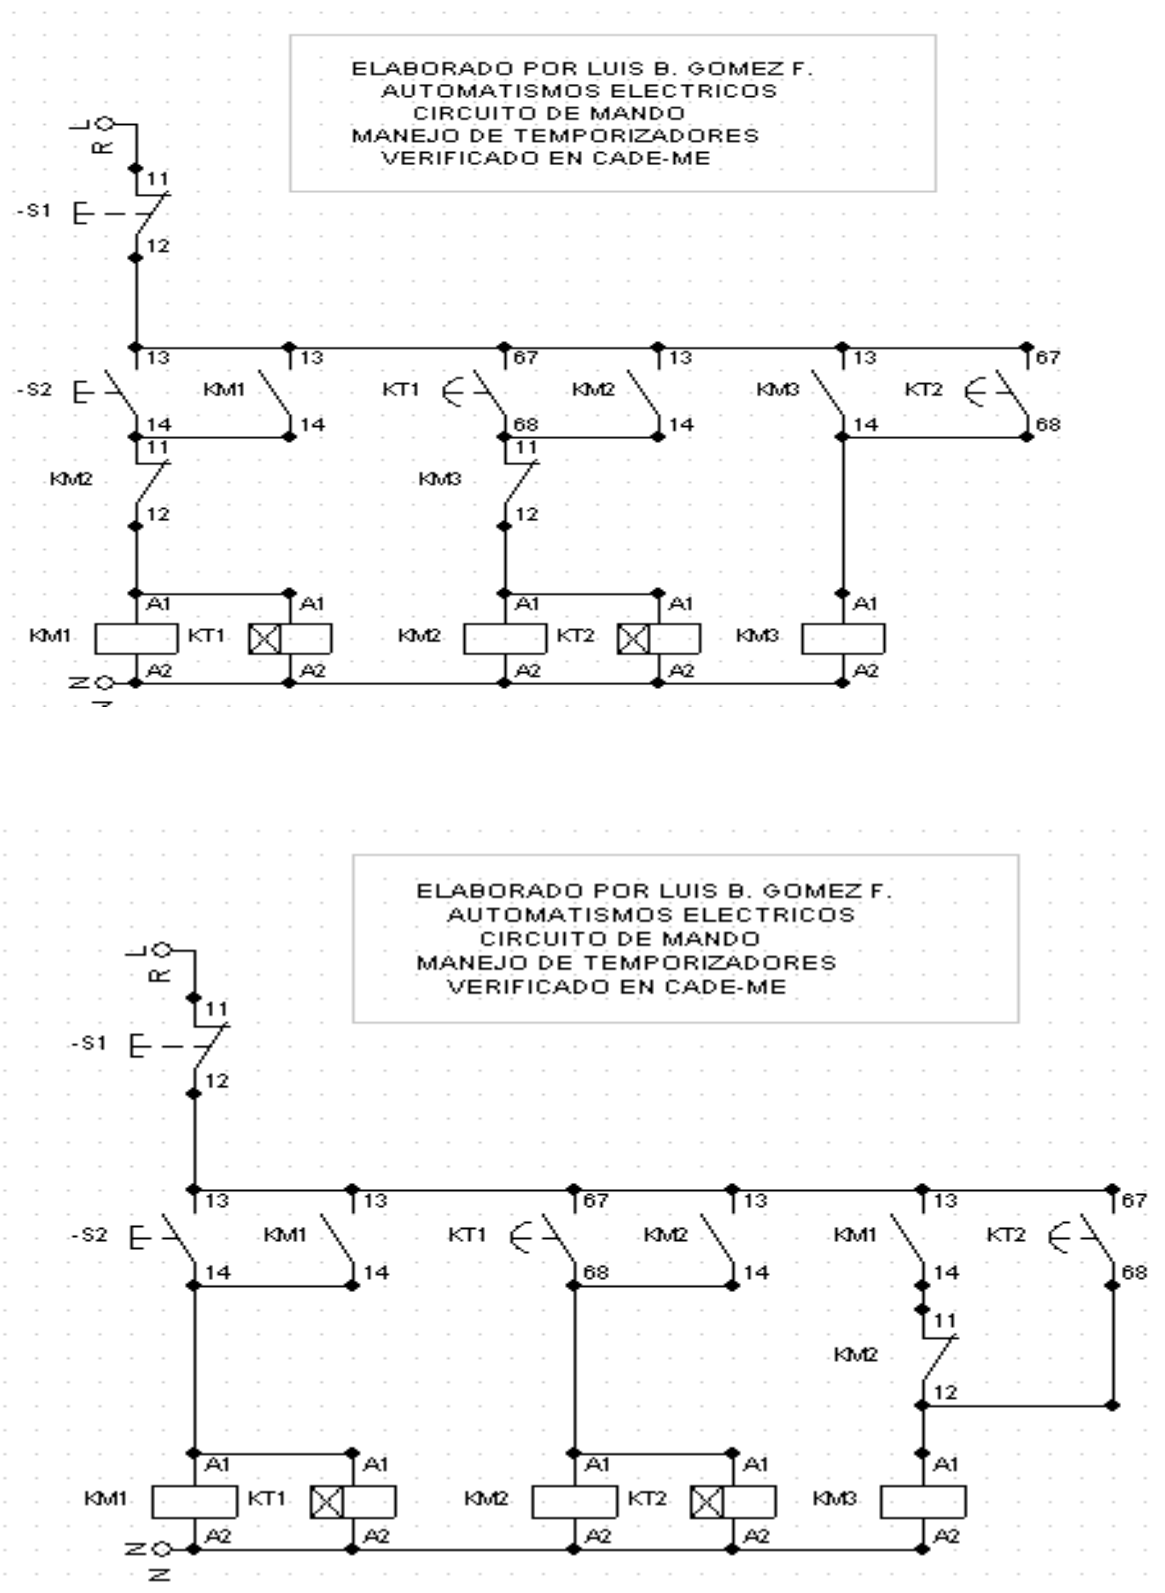 ELABORADO POR LUIS B. GOMEZ F.
AUTOMATISMOS ELECTRICOS
CIRCUITO DE MANDO
MANEJO DE TEMPORIZADORES
VERIFICADO EN CADE-ME
L
R
11
-S1
12
13 13 67 13 13 67
-S2 KM1 KT1 KM2 KM3 KT2
14 14 68 14 14 68
11 11
KM2 KM3
12 12
A1 A1 A1 A1 A1
KM1 KT1 KM2 KT2 KM3
A2 A2 A2 A2 A2
N
ELABORADO POR LUIS B. GOMEZ F.
AUTOMATISMOS ELECTRICOS
CIRCUITO DE MANDO
MANEJO DE TEMPORIZADORES
VERIFICADO EN CADE-ME
L
R
11
-S1
12
13 13 67 13 13 67
-S2 KM1 KT1 KM2 KM1 KT2
14 14 68 14 14 68
11
KM2
12
A1 A1 A1 A1 A1
KM1 KT1 KM2 KT2 KM3
A2 A2 A2 A2 A2
N
N